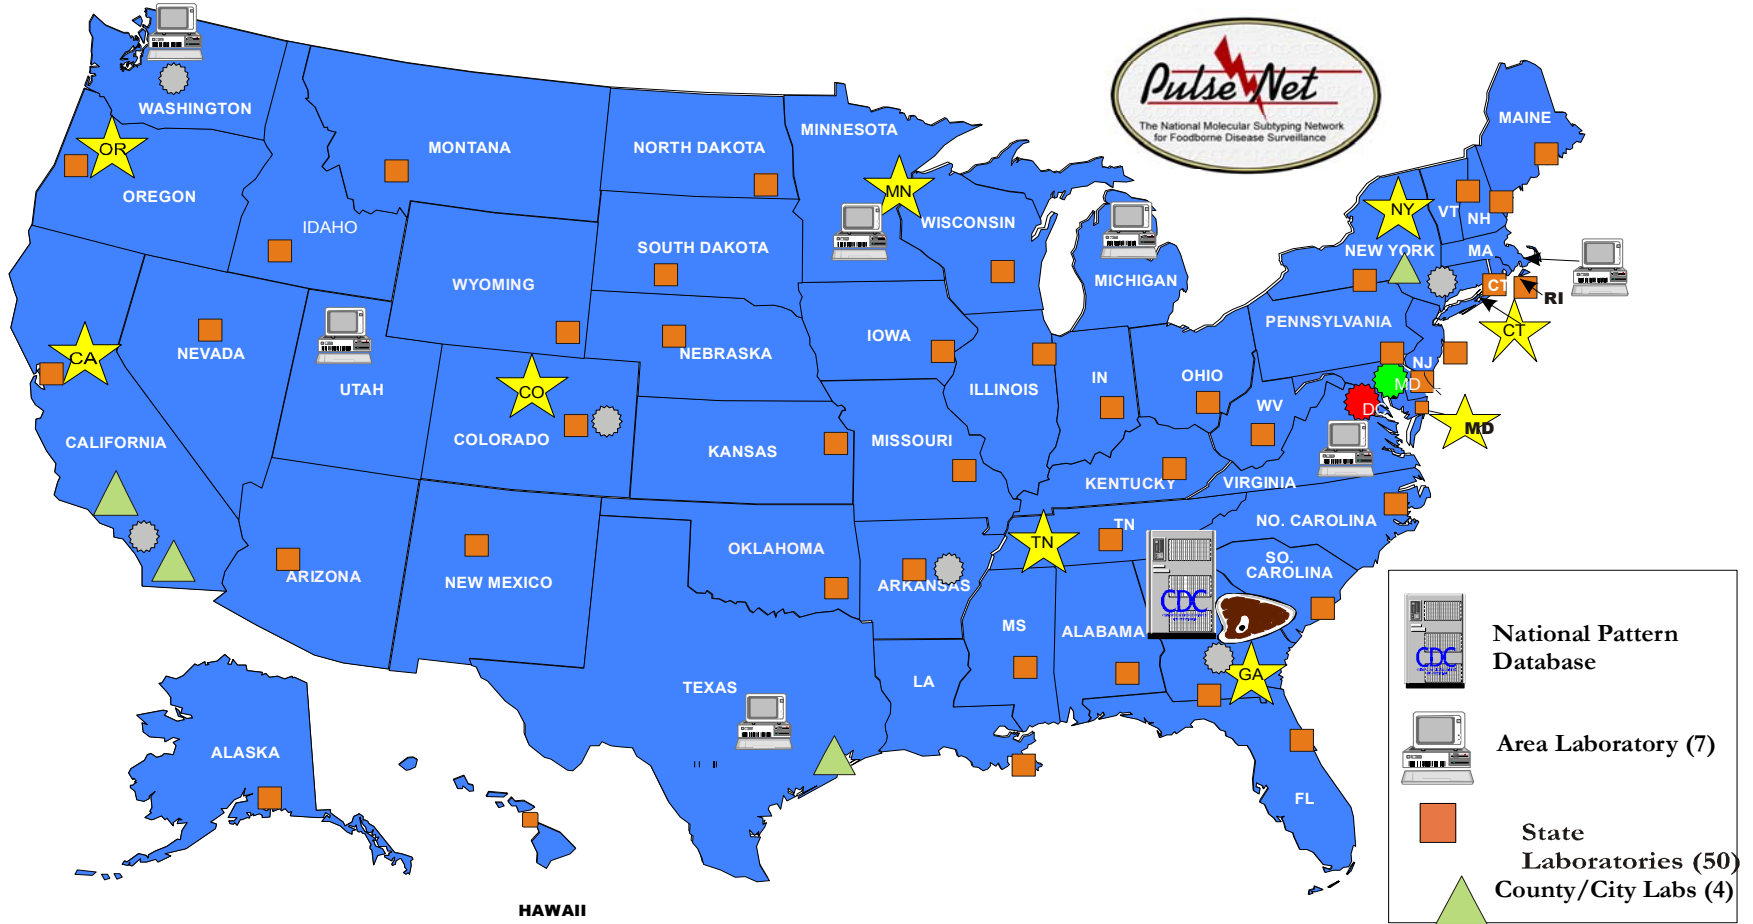 Pulse Net
The National Molecular Subtyping Network
for Foodborne Disease Surveillance
WASHINGTON
OR
OREGON
MONTANA
IDAHO
NORTH DAKOTA
MINNESOTA
MN
WISCONSIN
SOUTH DAKOTA
WYOMING
MICHIGAN
MAINE
NY
VT
NH
NEW YORK
MA
CT
RI
CT
PENNSYLVANIA
NJ
MD
DC
MD
CA
NEVADA
UTAH
CO
COLORADO
NEBRASKA
IOWA
ILLINOIS
IN
OHIO
WV
CALIFORNIA
KANSAS
MISSOURI
KENTUCKY
VIRGINIA
ARIZONA
NEW MEXICO
OKLAHOMA
ARKANSAS
TN
TN
NO. CAROLINA
SO.
CAROLINA
CDC
MS
ALABAMA
GA
LA
TEXAS
FL
ALASKA
HAWAII
CDC
National Pattern
Database
Area Laboratory (7)
State
Laboratories (50)
County/City Labs (4)